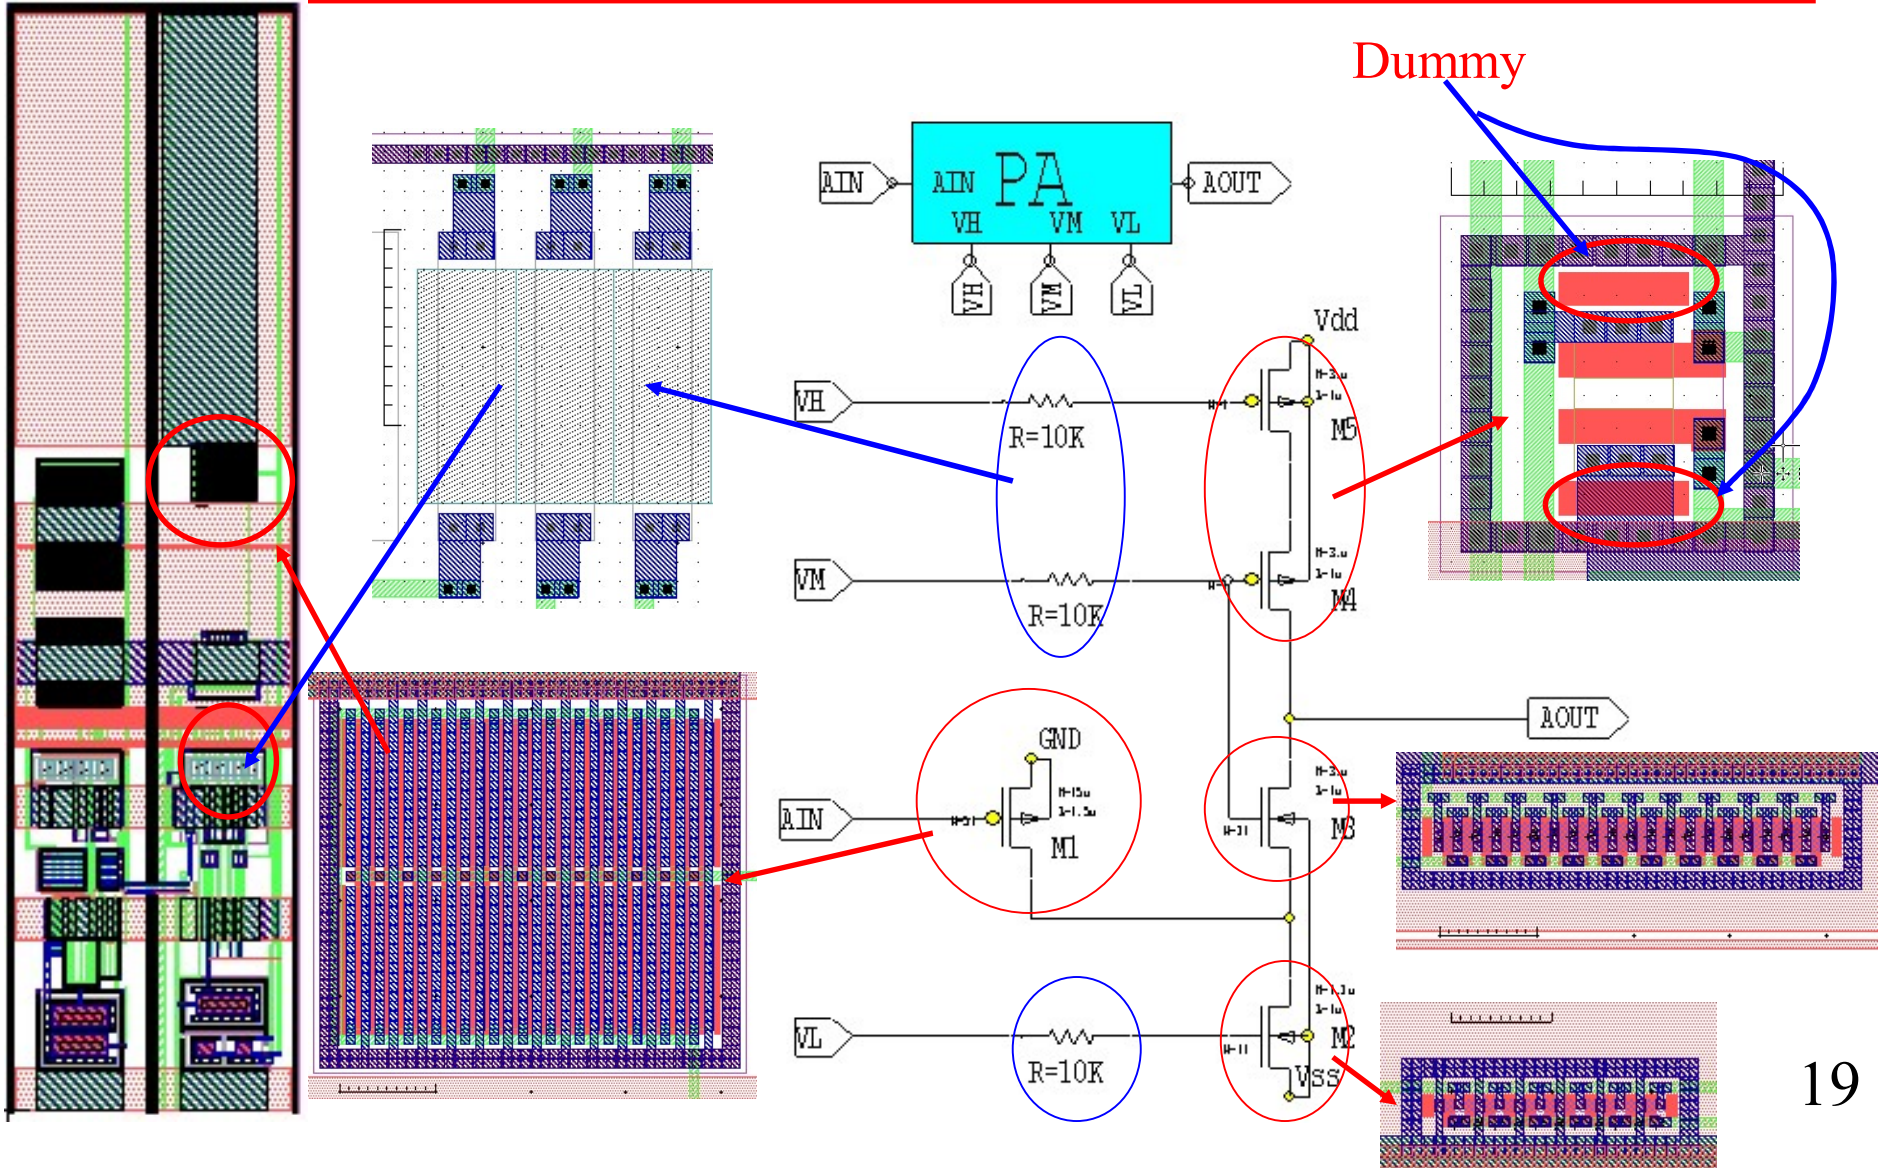 Dummy
AIN
AIN
PA
AOUT
VH
VM
VL
VH
VM
VL
Vdd
VH
R=10K
M5
VM
R=10K
M4
AOUT
GND
AIN
M1
M3
VL
R=10K
M2
Vss
19